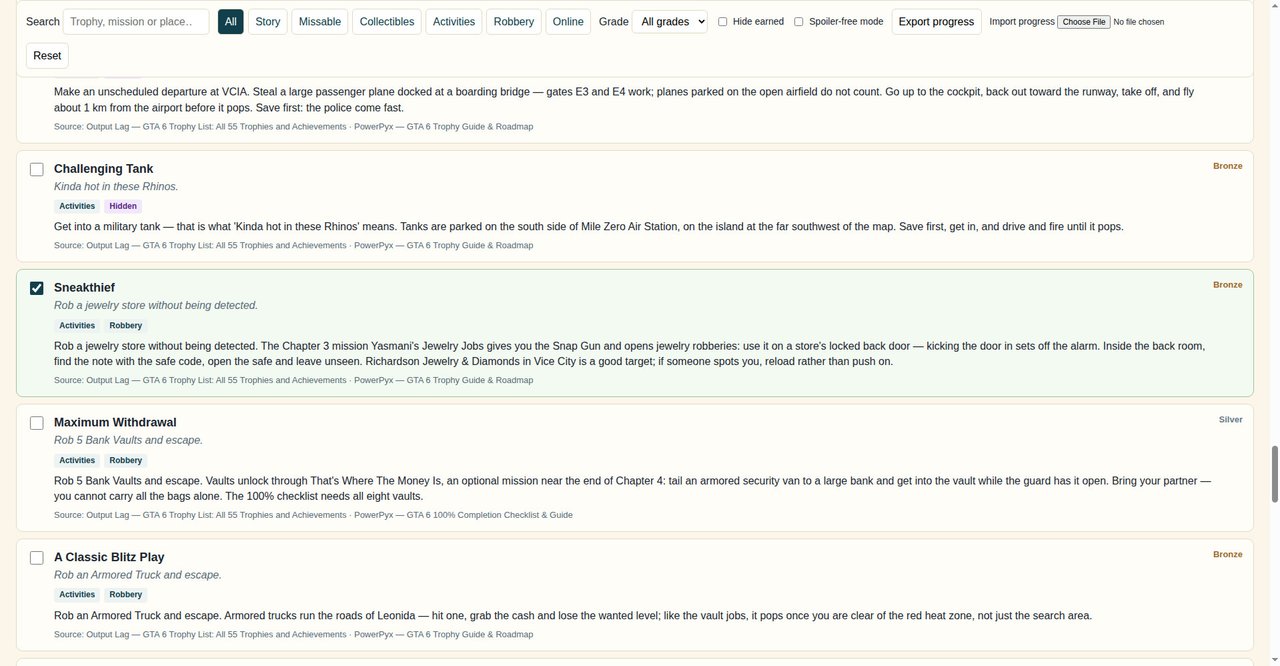 Search Trophy, mission or place.. All Story Missable Collectibles Activities Robbery Online Grade All grades Hide earned Spoiler-free mode Export progress Import progress Choose File No file chosen
Reset
Make an unscheduled departure at VCIA. Steal a large passenger plane docked at a boarding bridge — gates E3 and E4 work; planes parked on the open airfield do not count. Go up to the cockpit, back out toward the runway, take off, and fly
about 1 km from the airport before it pops. Save first: the police come fast.
Source: Output Lag — GTA 6 Trophy List: All 55 Trophies and Achievements · PowerPyx — GTA 6 Trophy Guide & Roadmap
Challenging Tank Bronze
Kinda hot in these Rhinos.
Activities Hidden
Get into a military tank — that is what 'Kinda hot in these Rhinos' means. Tanks are parked on the south side of Mile Zero Air Station, on the island at the far southwest of the map. Save first, get in, and drive and fire until it pops.
Source: Output Lag — GTA 6 Trophy List: All 55 Trophies and Achievements · PowerPyx — GTA 6 Trophy Guide & Roadmap
Sneakthief Bronze
Rob a jewelry store without being detected.
Activities Robbery
Rob a jewelry store without being detected. The Chapter 3 mission Yasmani's Jewelry Jobs gives you the Snap Gun and opens jewelry robberies: use it on a store's locked back door — kicking the door in sets off the alarm. Inside the back room,
find the note with the safe code, open the safe and leave unseen. Richardson Jewelry & Diamonds in Vice City is a good target; if someone spots you, reload rather than push on.
Source: Output Lag — GTA 6 Trophy List: All 55 Trophies and Achievements · PowerPyx — GTA 6 Trophy Guide & Roadmap
Maximum Withdrawal Silver
Rob 5 Bank Vaults and escape.
Activities Robbery
Rob 5 Bank Vaults and escape. Vaults unlock through That's Where The Money Is, an optional mission near the end of Chapter 4: tail an armored security van to a large bank and get into the vault while the guard has it open. Bring your partner —
you cannot carry all the bags alone. The 100% checklist needs all eight vaults.
Source: Output Lag — GTA 6 Trophy List: All 55 Trophies and Achievements · PowerPyx — GTA 6 100% Completion Checklist & Guide
A Classic Blitz Play Bronze
Rob an Armored Truck and escape.
Activities Robbery
Rob an Armored Truck and escape. Armored trucks run the roads of Leonida — hit one, grab the cash and lose the wanted level; like the vault jobs, it pops once you are clear of the red heat zone, not just the search area.
Source: Output Lag — GTA 6 Trophy List: All 55 Trophies and Achievements · PowerPyx — GTA 6 Trophy Guide & Roadmap